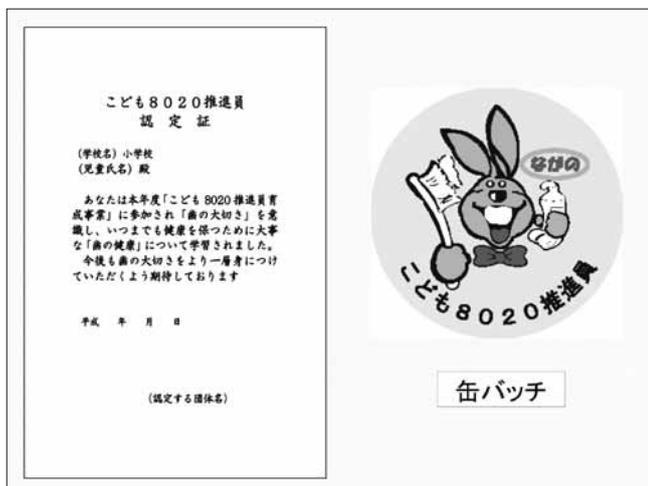 こども8020推進員
認 定 証
(学校名) 小学校
(児童氏名) 殿
あなたは本年度「こども8020推進員育
成事業」に参加され「歯の大切さ」を意
識し、いつまでも健康を保つために大事
な「歯の健康」について学習されました。
今後も歯の大切さをより一層身につけ
ていただくよう期待しております
平成 年 月 日
(認定する団体名)
ながの
こども8020推進員
缶バッチ